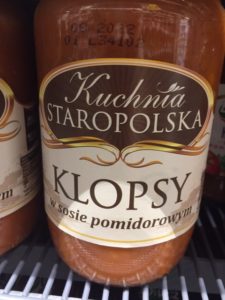 Kuchnia
STAROPOLSKA
KLOPSY
w sosie pomidorowym